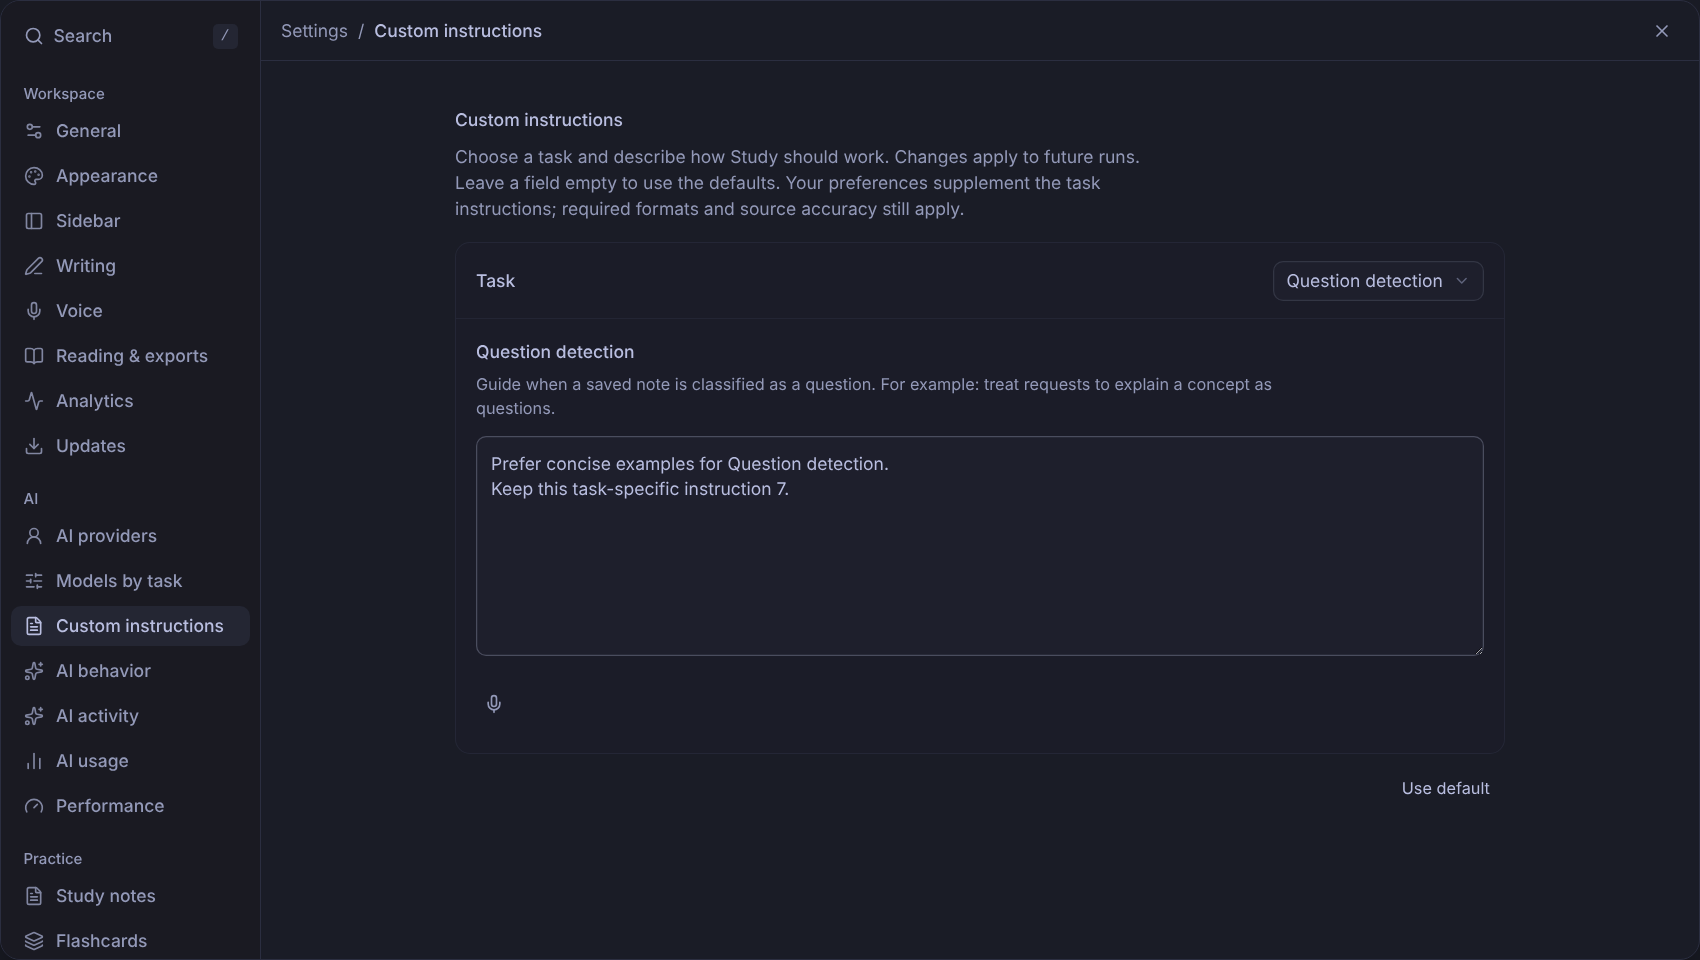 Search /
Workspace
General
Appearance
Sidebar
Writing
Voice
Reading & exports
Analytics
Updates
AI
AI providers
Models by task
Custom instructions
AI behavior
AI activity
AI usage
Performance
Practice
Study notes
Flashcards
Settings / Custom instructions
Custom instructions
Choose a task and describe how Study should work. Changes apply to future runs.
Leave a field empty to use the defaults. Your preferences supplement the task
instructions; required formats and source accuracy still apply.
Task
Question detection
Question detection
Guide when a saved note is classified as a question. For example: treat requests to explain a concept as
questions.
Prefer concise examples for Question detection.
Keep this task-specific instruction 7.
Use default